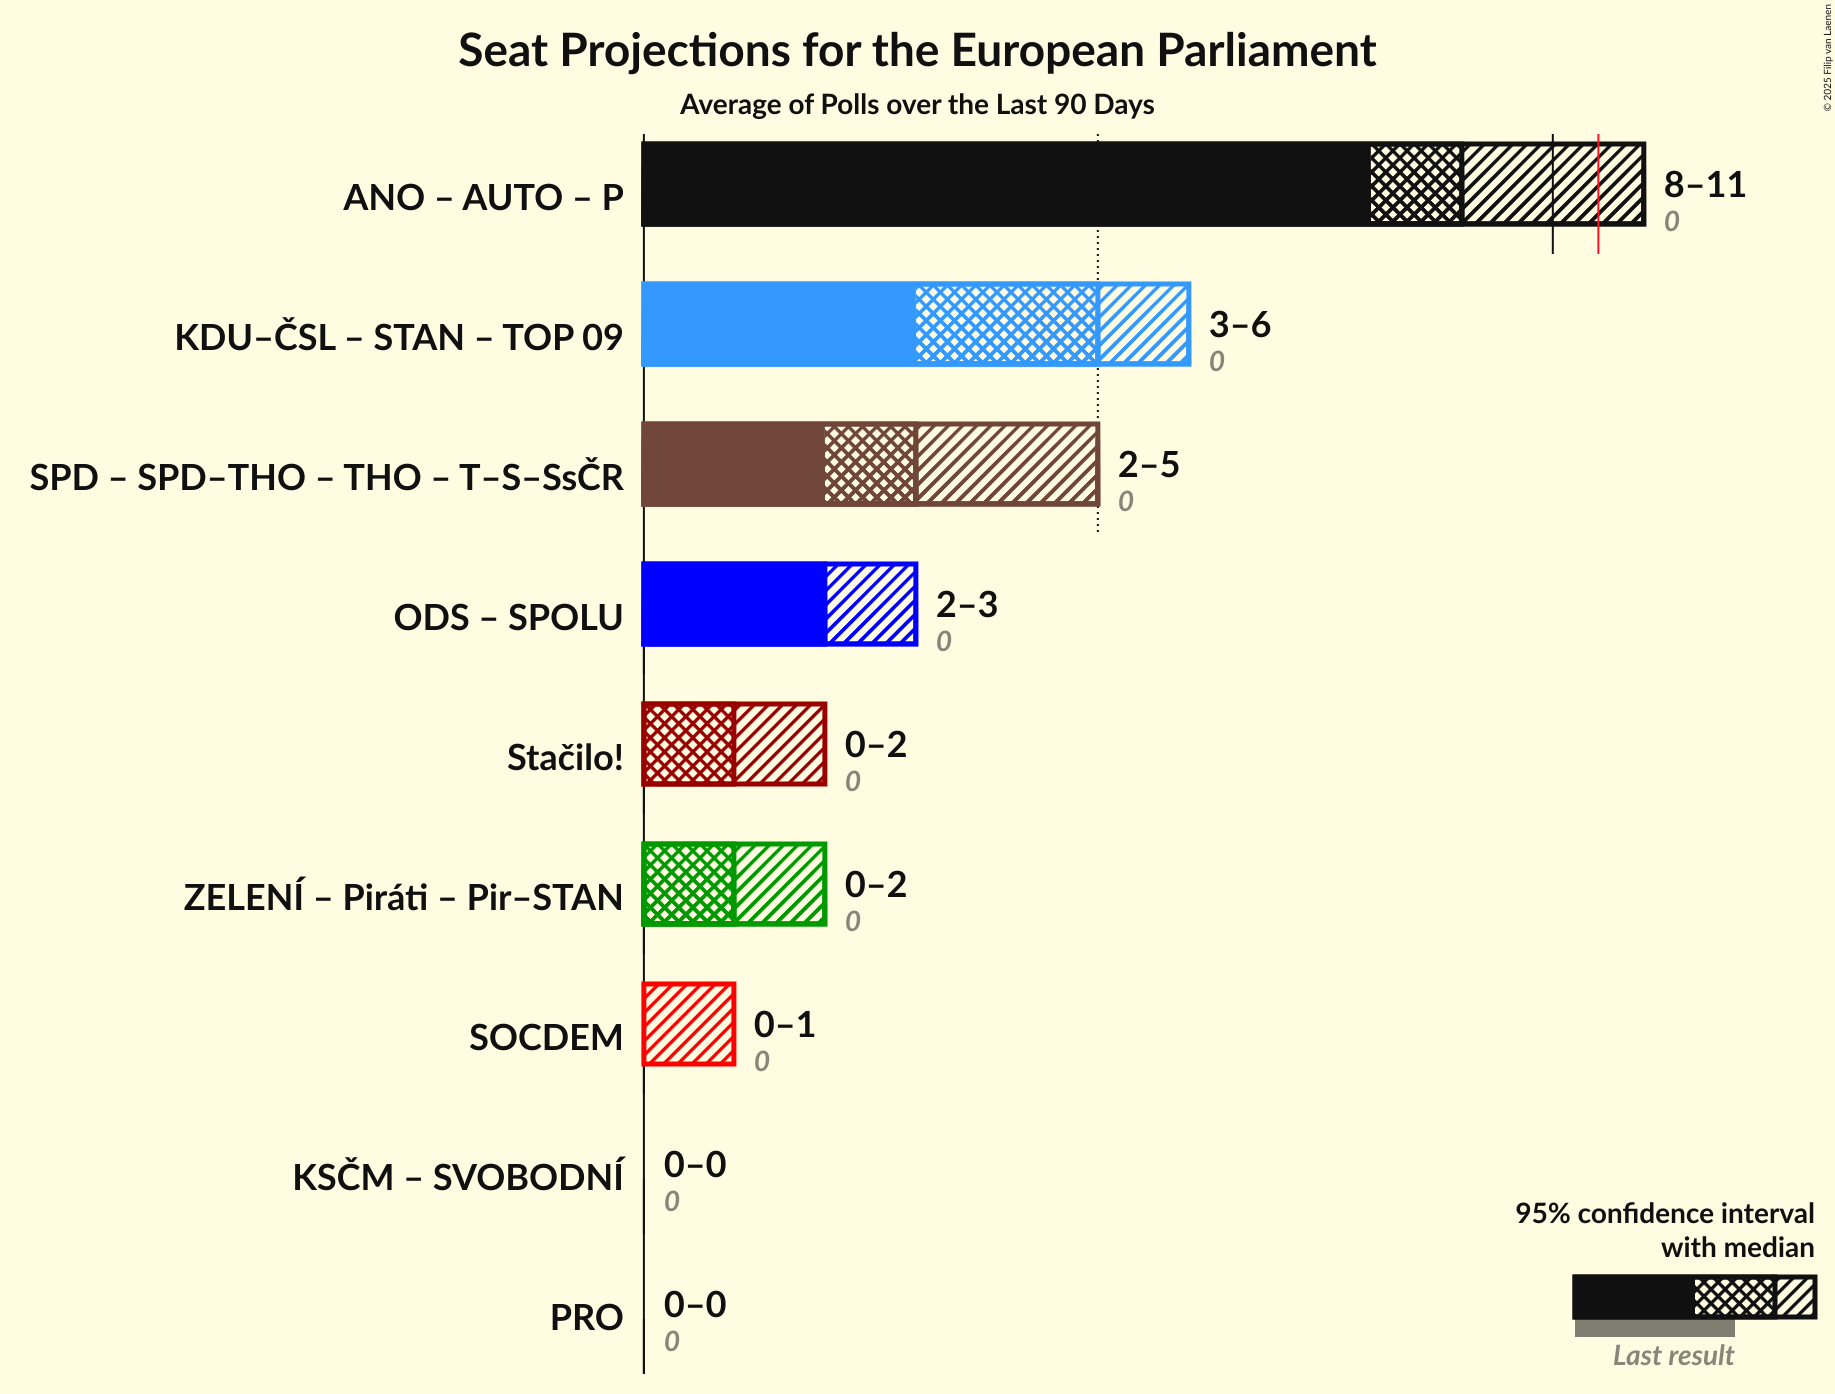 Seat Projections for the European Parliament
Average of Polls over the Last 90 Days
© 2025 Filip van Laenen
ANO – AUTO – P
8–11
0
KDU–ČSL – STAN – TOP 09
3–6
0
SPD – SPD–THO – THO – T–S–SsČR
2–5
0
ODS – SPOLU
2–3
0
Stačilo!
0–2
0
ZELENÍ – Piráti – Pir–STAN
0–2
0
SOCDEM
0–1
0
KSČM – SVOBODNÍ
0–0
0
PRO
0–0
0
95% confidence interval
with median
Last result